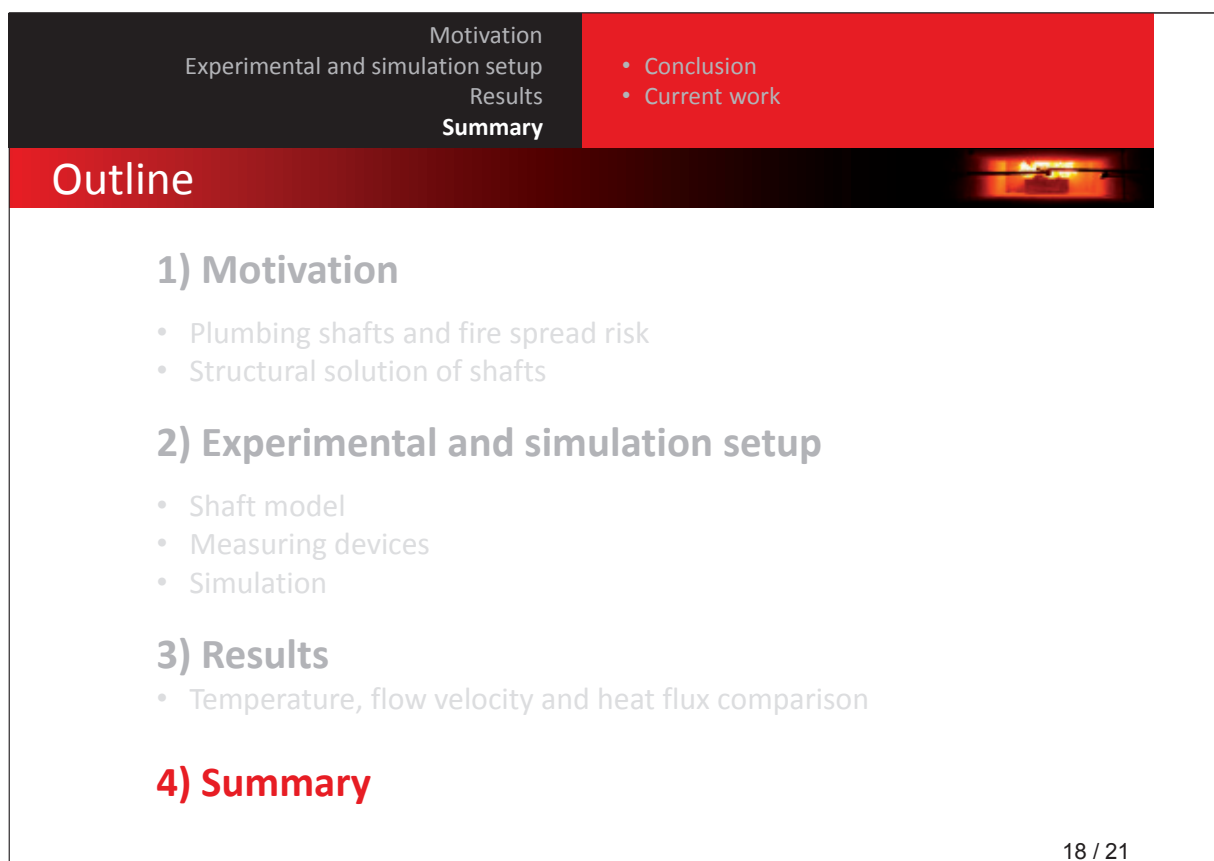 Motivation
Experimental and simulation setup
Results
Summary
• Conclusion
• Current work
Outline
1) Motivation
• Plumbing shafts and fire spread risk
• Structural solution of shafts
2) Experimental and simulation setup
• Shaft model
• Measuring devices
• Simulation
3) Results
• Temperature, flow velocity and heat flux comparison
4) Summary
18 / 21